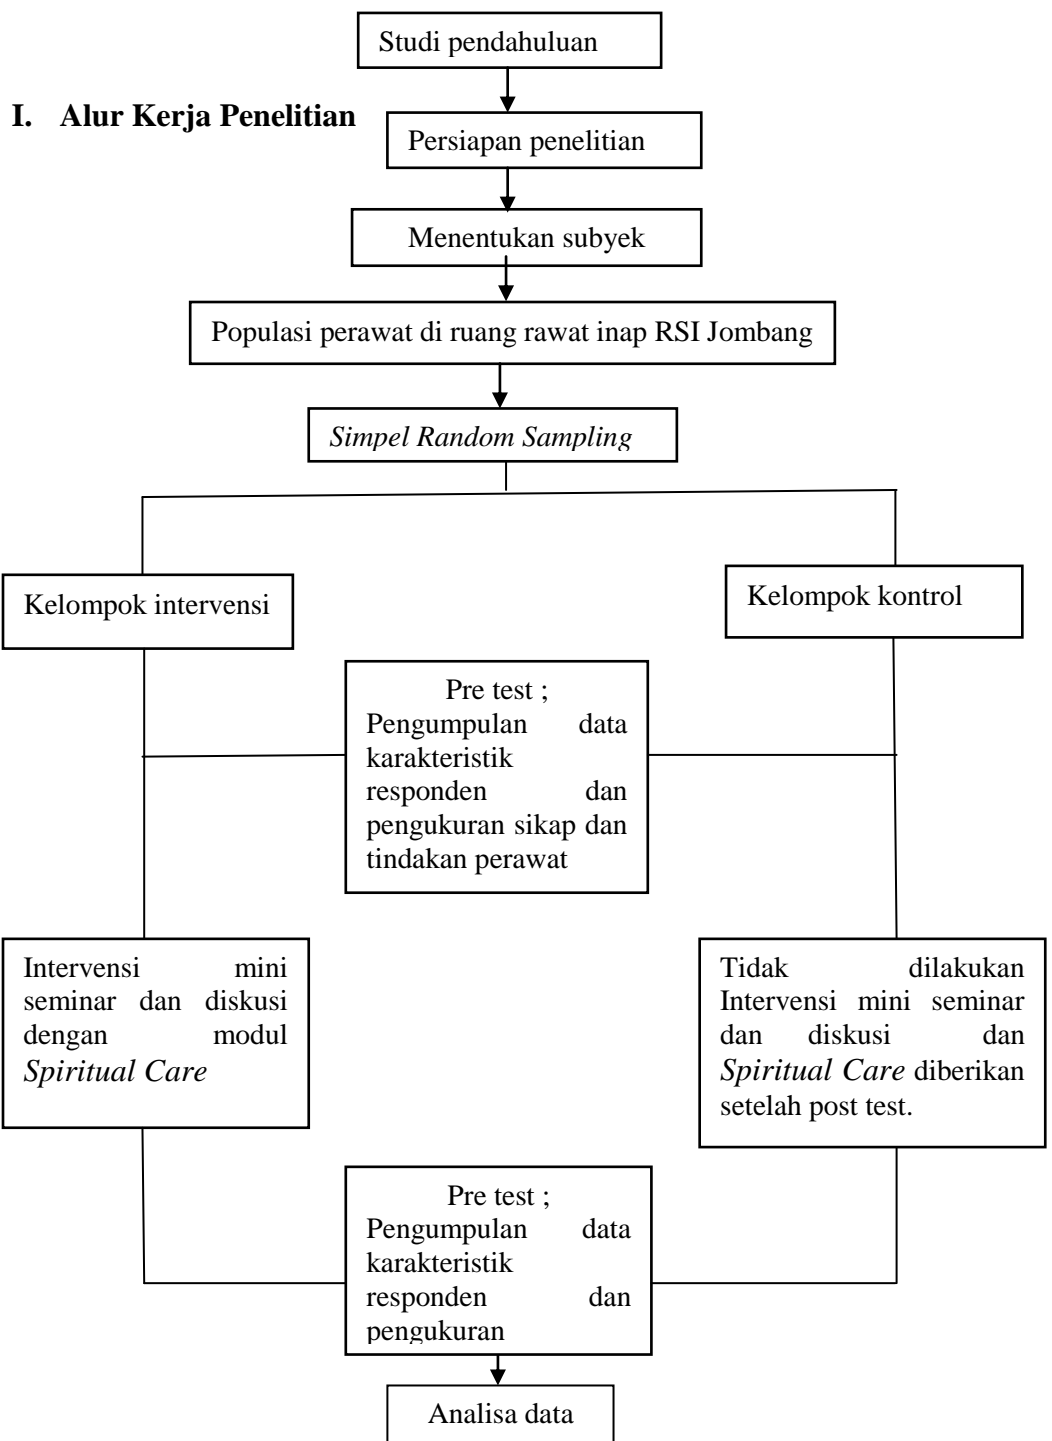 Studi pendahuluan
I. Alur Kerja Penelitian
Persiapan penelitian
Menentukan subyek
Populasi perawat di ruang rawat inap RSI Jombang
Simpel Random Sampling
Kelompok intervensi
Kelompok kontrol
Pre test ;
Pengumpulan data
karakteristik
responden dan
pengukuran sikap dan
tindakan perawat
Intervensi mini
seminar dan diskusi
dengan modul
Spiritual Care
Tidak dilakukan
Intervensi mini seminar
dan diskusi dan
Spiritual Care diberikan
setelah post test.
Pre test ;
Pengumpulan data
karakteristik
responden dan
pengukuran
Analisa data